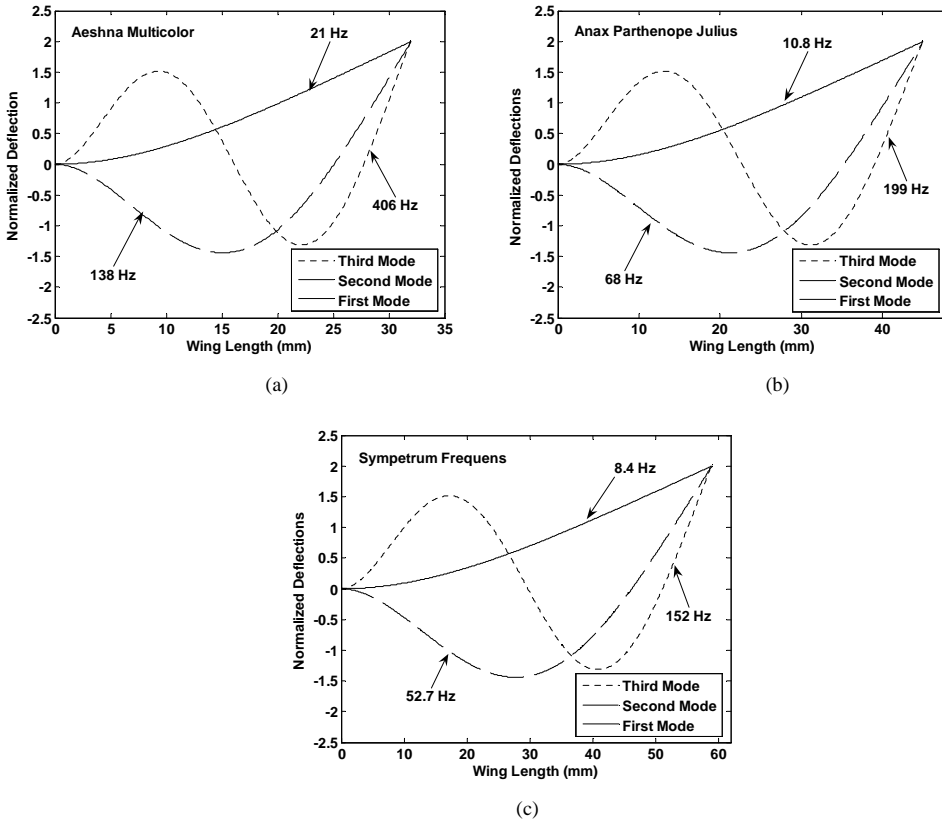 2.5
2
1.5
1
0.5
0
-0.5
-1
-1.5
-2
-2.5
Normalized Deflection
Aeshna Multicolor
21 Hz
406 Hz
138 Hz
Third Mode
Second Mode
First Mode
0 5 10 15 20 25 30 35
Wing Length (mm)
(a)
2.5
2
1.5
1
0.5
0
-0.5
-1
-1.5
-2
-2.5
Normalized Deflections
Anax Parthenope Julius
10.8 Hz
199 Hz
68 Hz
Third Mode
Second Mode
First Mode
0 10 20 30 40
Wing Length (mm)
(b)
2.5
2
1.5
1
0.5
0
-0.5
-1
-1.5
-2
-2.5
Normalized Deflections
Sympetrum Frequens
8.4 Hz
152 Hz
52.7 Hz
Third Mode
Second Mode
First Mode
0 10 20 30 40 50 60
Wing Length (mm)
(c)